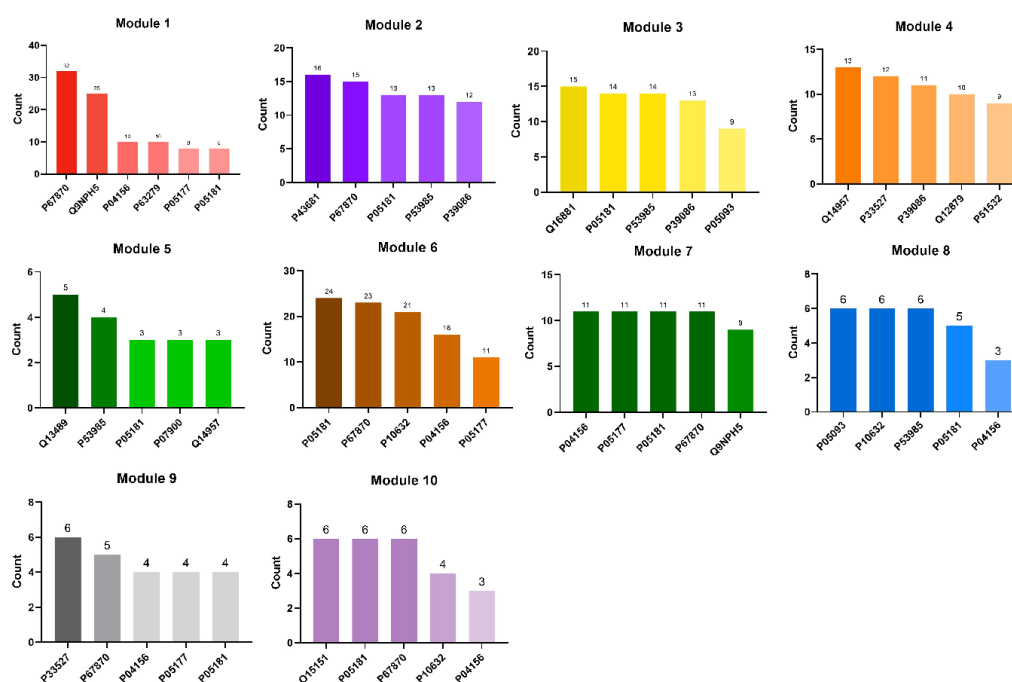 Module 1
Count
40
30
20
10
0
32
25
10
10
8
8
P67870
Q9NPH5
P04156
P63279
P05177
P05181
Module 2
Count
20
15
10
5
0
16
15
13
13
12
P43681
P67870
P05181
P53985
P39086
Module 3
Count
20
15
10
5
0
15
14
14
13
9
Q16881
P05181
P53985
P39086
P05093
Module 4
Count
15
10
5
0
13
12
11
10
9
Q14957
P33527
P39086
Q12879
P51532
Module 5
Count
6
4
2
0
5
4
3
3
3
Q13489
P53985
P05181
P07900
Q14957
Module 6
Count
30
20
10
0
24
23
21
16
11
P05181
P67870
P10632
P04156
P05177
Module 7
Count
15
10
5
0
11
11
11
11
9
P04156
P05177
P05181
P67870
Q9NPH5
Module 8
Count
8
6
4
2
0
6
6
6
5
3
P05093
P10632
P53985
P05181
P04156
Module 9
Count
8
6
4
2
0
6
5
4
4
4
P33527
P67870
P04156
P05177
P05181
Module 10
Count
8
6
4
2
0
6
6
6
4
3
Q15151
P05181
P67870
P10632
P04156